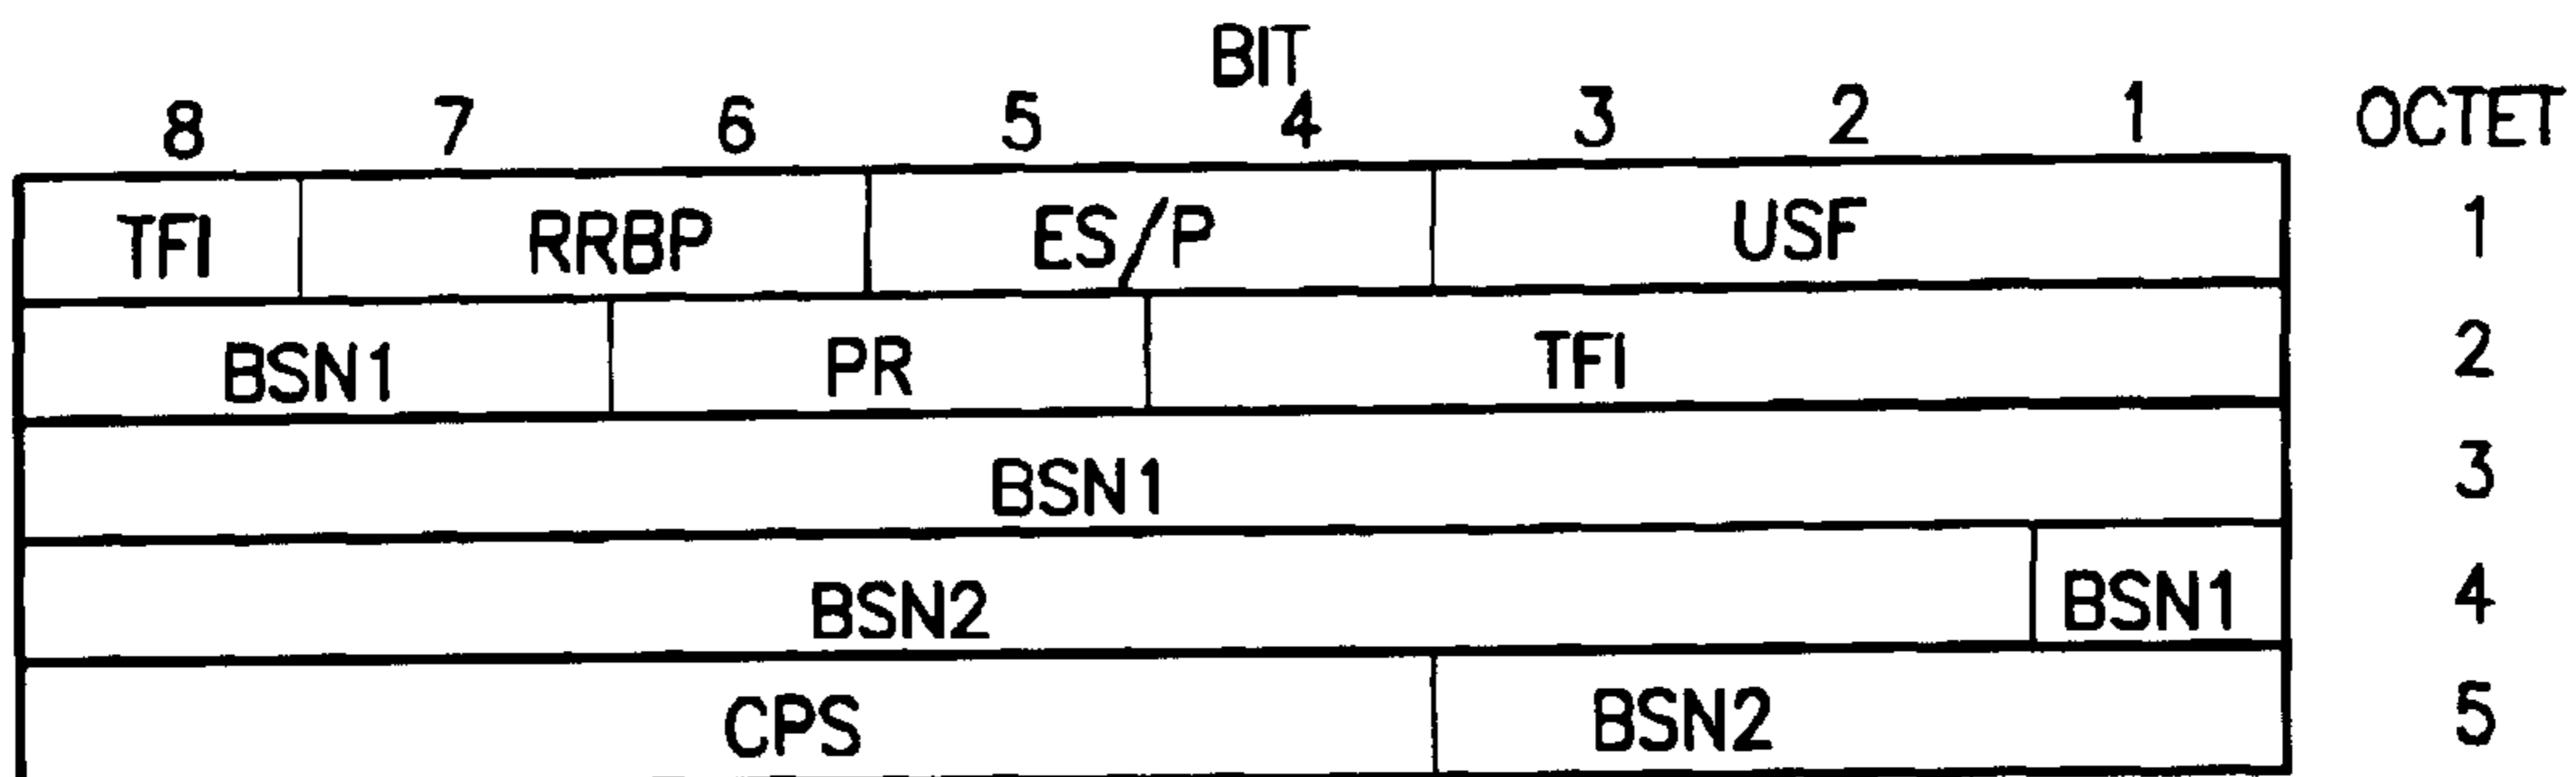 BIT
8 7 6 5 4 3 2 1 OCTET
TFI RRBP ES/P USF 1
BSN1 PR TFI 2
BSN1 3
BSN2 BSN1 4
CPS BSN2 5